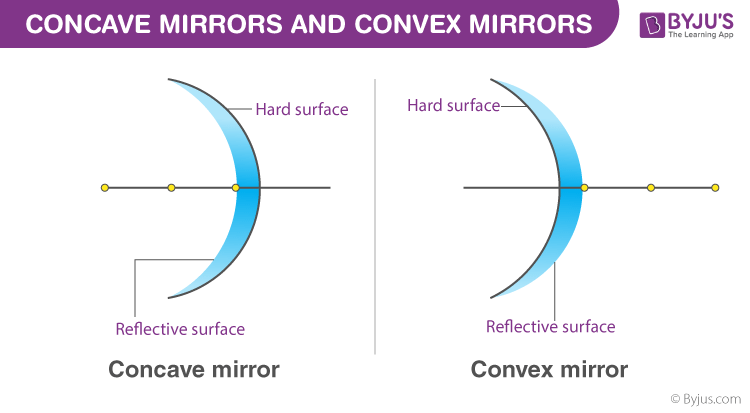 CONCAVE MIRRORS AND CONVEX MIRRORS
BYJU'S
The Learning App
Hard surface
Reflective surface
Concave mirror
Hard surface
Reflective surface
Convex mirror
© Byjus.com